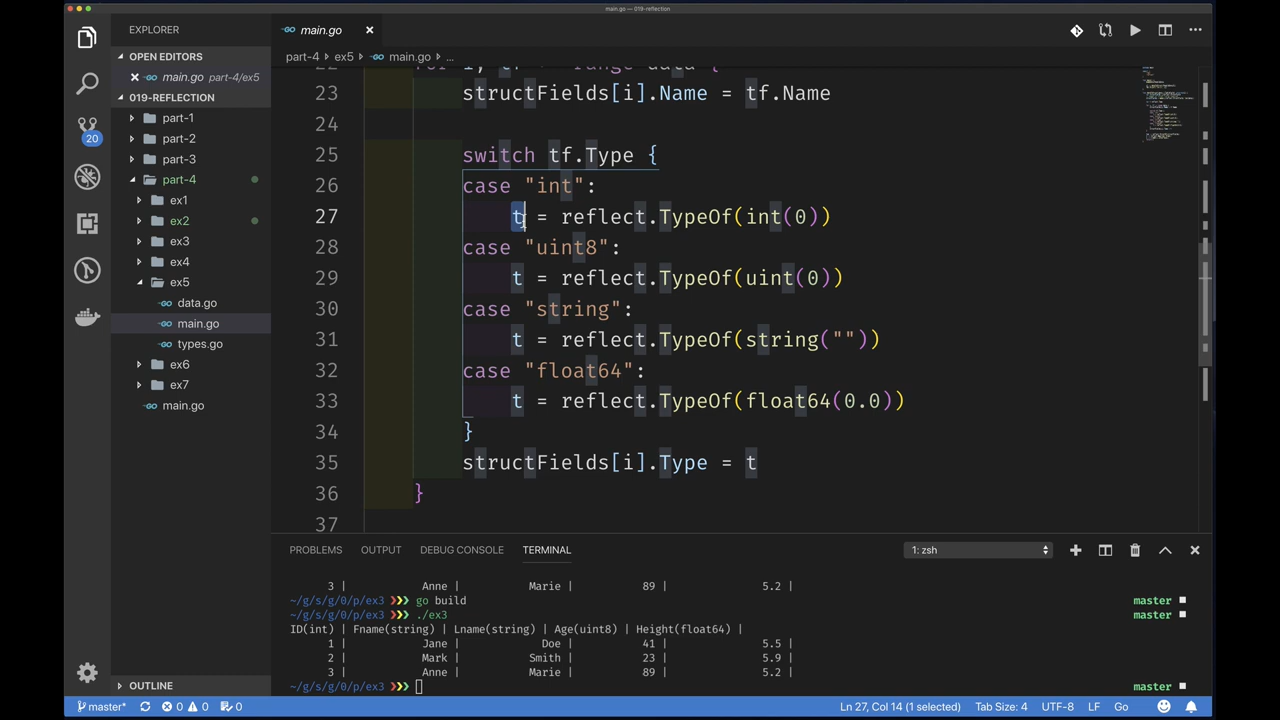 main.go — 019-reflection
EXPLORER
OPEN EDITORS
main.go part-4/ex5
019-REFLECTION
part-1
part-2
part-3
part-4
ex1
ex2
ex3
ex4
ex5
data.go
main.go
types.go
ex6
ex7
main.go
OUTLINE
20
main.go
part-4 › ex5 › main.go › ...
range data {
23 structFields[i].Name = tf.Name
24
25 switch tf.Type {
26 case "int":
27 t = reflect.TypeOf(int(0))
28 case "uint8":
29 t = reflect.TypeOf(uint(0))
30 case "string":
31 t = reflect.TypeOf(string(""))
32 case "float64":
33 t = reflect.TypeOf(float64(0.0))
34 }
35 structFields[i].Type = t
36 }
37
PROBLEMS OUTPUT DEBUG CONSOLE TERMINAL 1: zsh
3 | Anne | Marie | 89 | 5.2 |
~/g/s/g/0/p/ex3 ❯❯❯ go build master
~/g/s/g/0/p/ex3 ❯❯❯ ./ex3 master
ID(int) | Fname(string) | Lname(string) | Age(uint8) | Height(float64) |
1 | Jane | Doe | 41 | 5.5 |
2 | Mark | Smith | 23 | 5.9 |
3 | Anne | Marie | 89 | 5.2 |
~/g/s/g/0/p/ex3 ❯❯❯ master
master* 0 0 0 Ln 27, Col 14 (1 selected) Tab Size: 4 UTF-8 LF Go